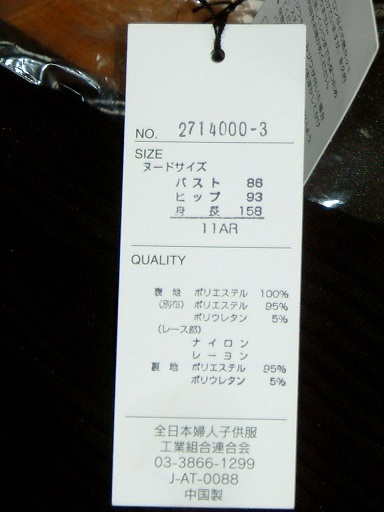 NO. 2714000-3
SIZE
ヌードサイズ
バスト 86
ヒップ 93
身長 158
11AR
QUALITY
表地 ポリエステル 100%
(別布) ポリエステル 95%
ポリウレタン 5%
(レース部)
ナイロン
レーヨン
裏地 ポリエステル 95%
ポリウレタン 5%
全日本婦人子供服
工業組合連合会
03-3866-1299
J-AT-0088
中国製